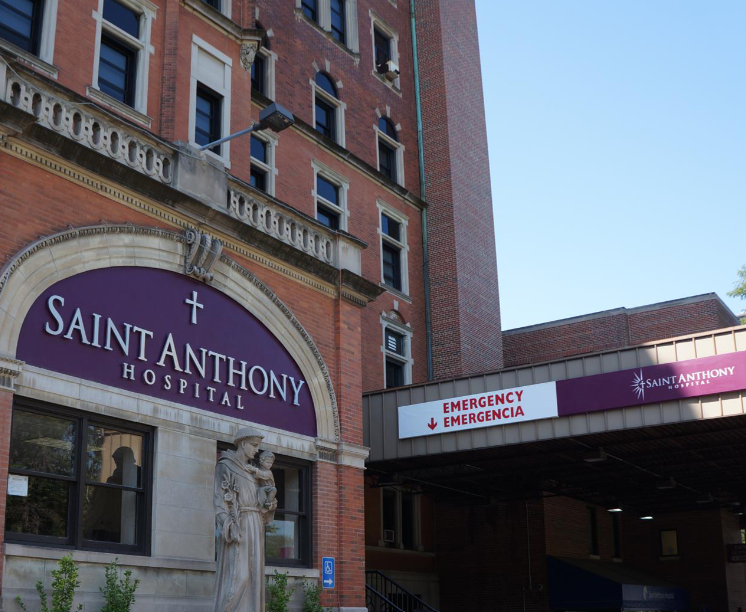 SAINT ANTHONY
HOSPITAL
EMERGENCY
EMERGENCIA
SAINT ANTHONY
HOSPITAL